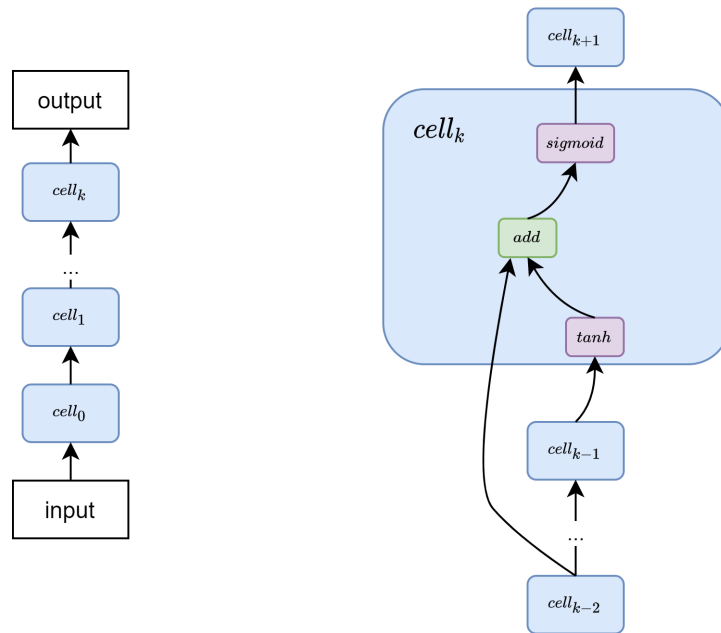 output
cell_k
...
cell_1
cell_0
input
cell_{k+1}
cell_k
sigmoid
add
tanh
cell_{k-1}
...
cell_{k-2}